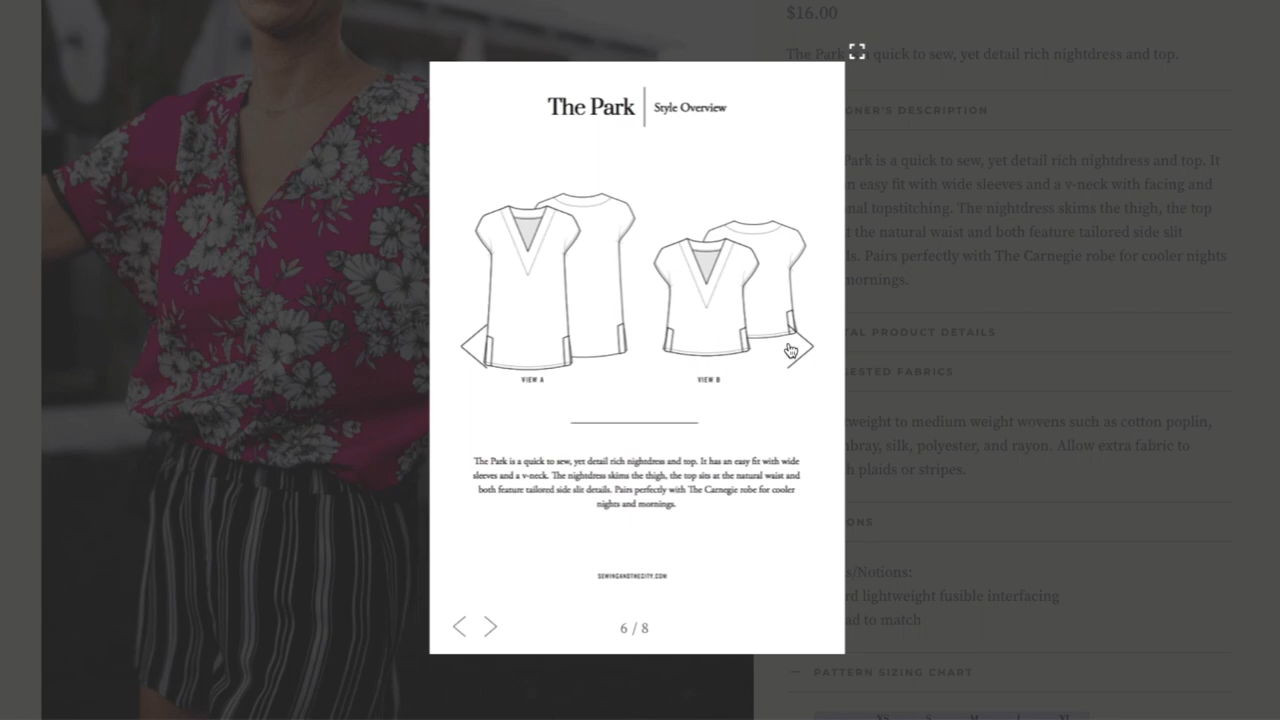 $16.00
The Park is a quick to sew, yet detail rich nightdress and top.
GNER'S DESCRIPTION
Park is a quick to sew, yet detail rich nightdress and top. It
n easy fit with wide sleeves and a v-neck with facing and
nal topstitching. The nightdress skims the thigh, the top
t the natural waist and both feature tailored side slit
ls. Pairs perfectly with The Carnegie robe for cooler nights
mornings.
TAL PRODUCT DETAILS
ESTED FABRICS
weight to medium weight wovens such as cotton poplin,
mbray, silk, polyester, and rayon. Allow extra fabric to
h plaids or stripes.
ONS
s/Notions:
rd lightweight fusible interfacing
ad to match
— PATTERN SIZING CHART
XS S M L XL
The Park | Style Overview
VIEW A
VIEW B
The Park is a quick to sew, yet detail rich nightdress and top. It has an easy fit with wide
sleeves and a v-neck. The nightdress skims the thigh, the top sits at the natural waist and
both feature tailored side slit details. Pairs perfectly with The Carnegie robe for cooler
nights and mornings.
SEWINGANDTHECITY.COM
6 / 8